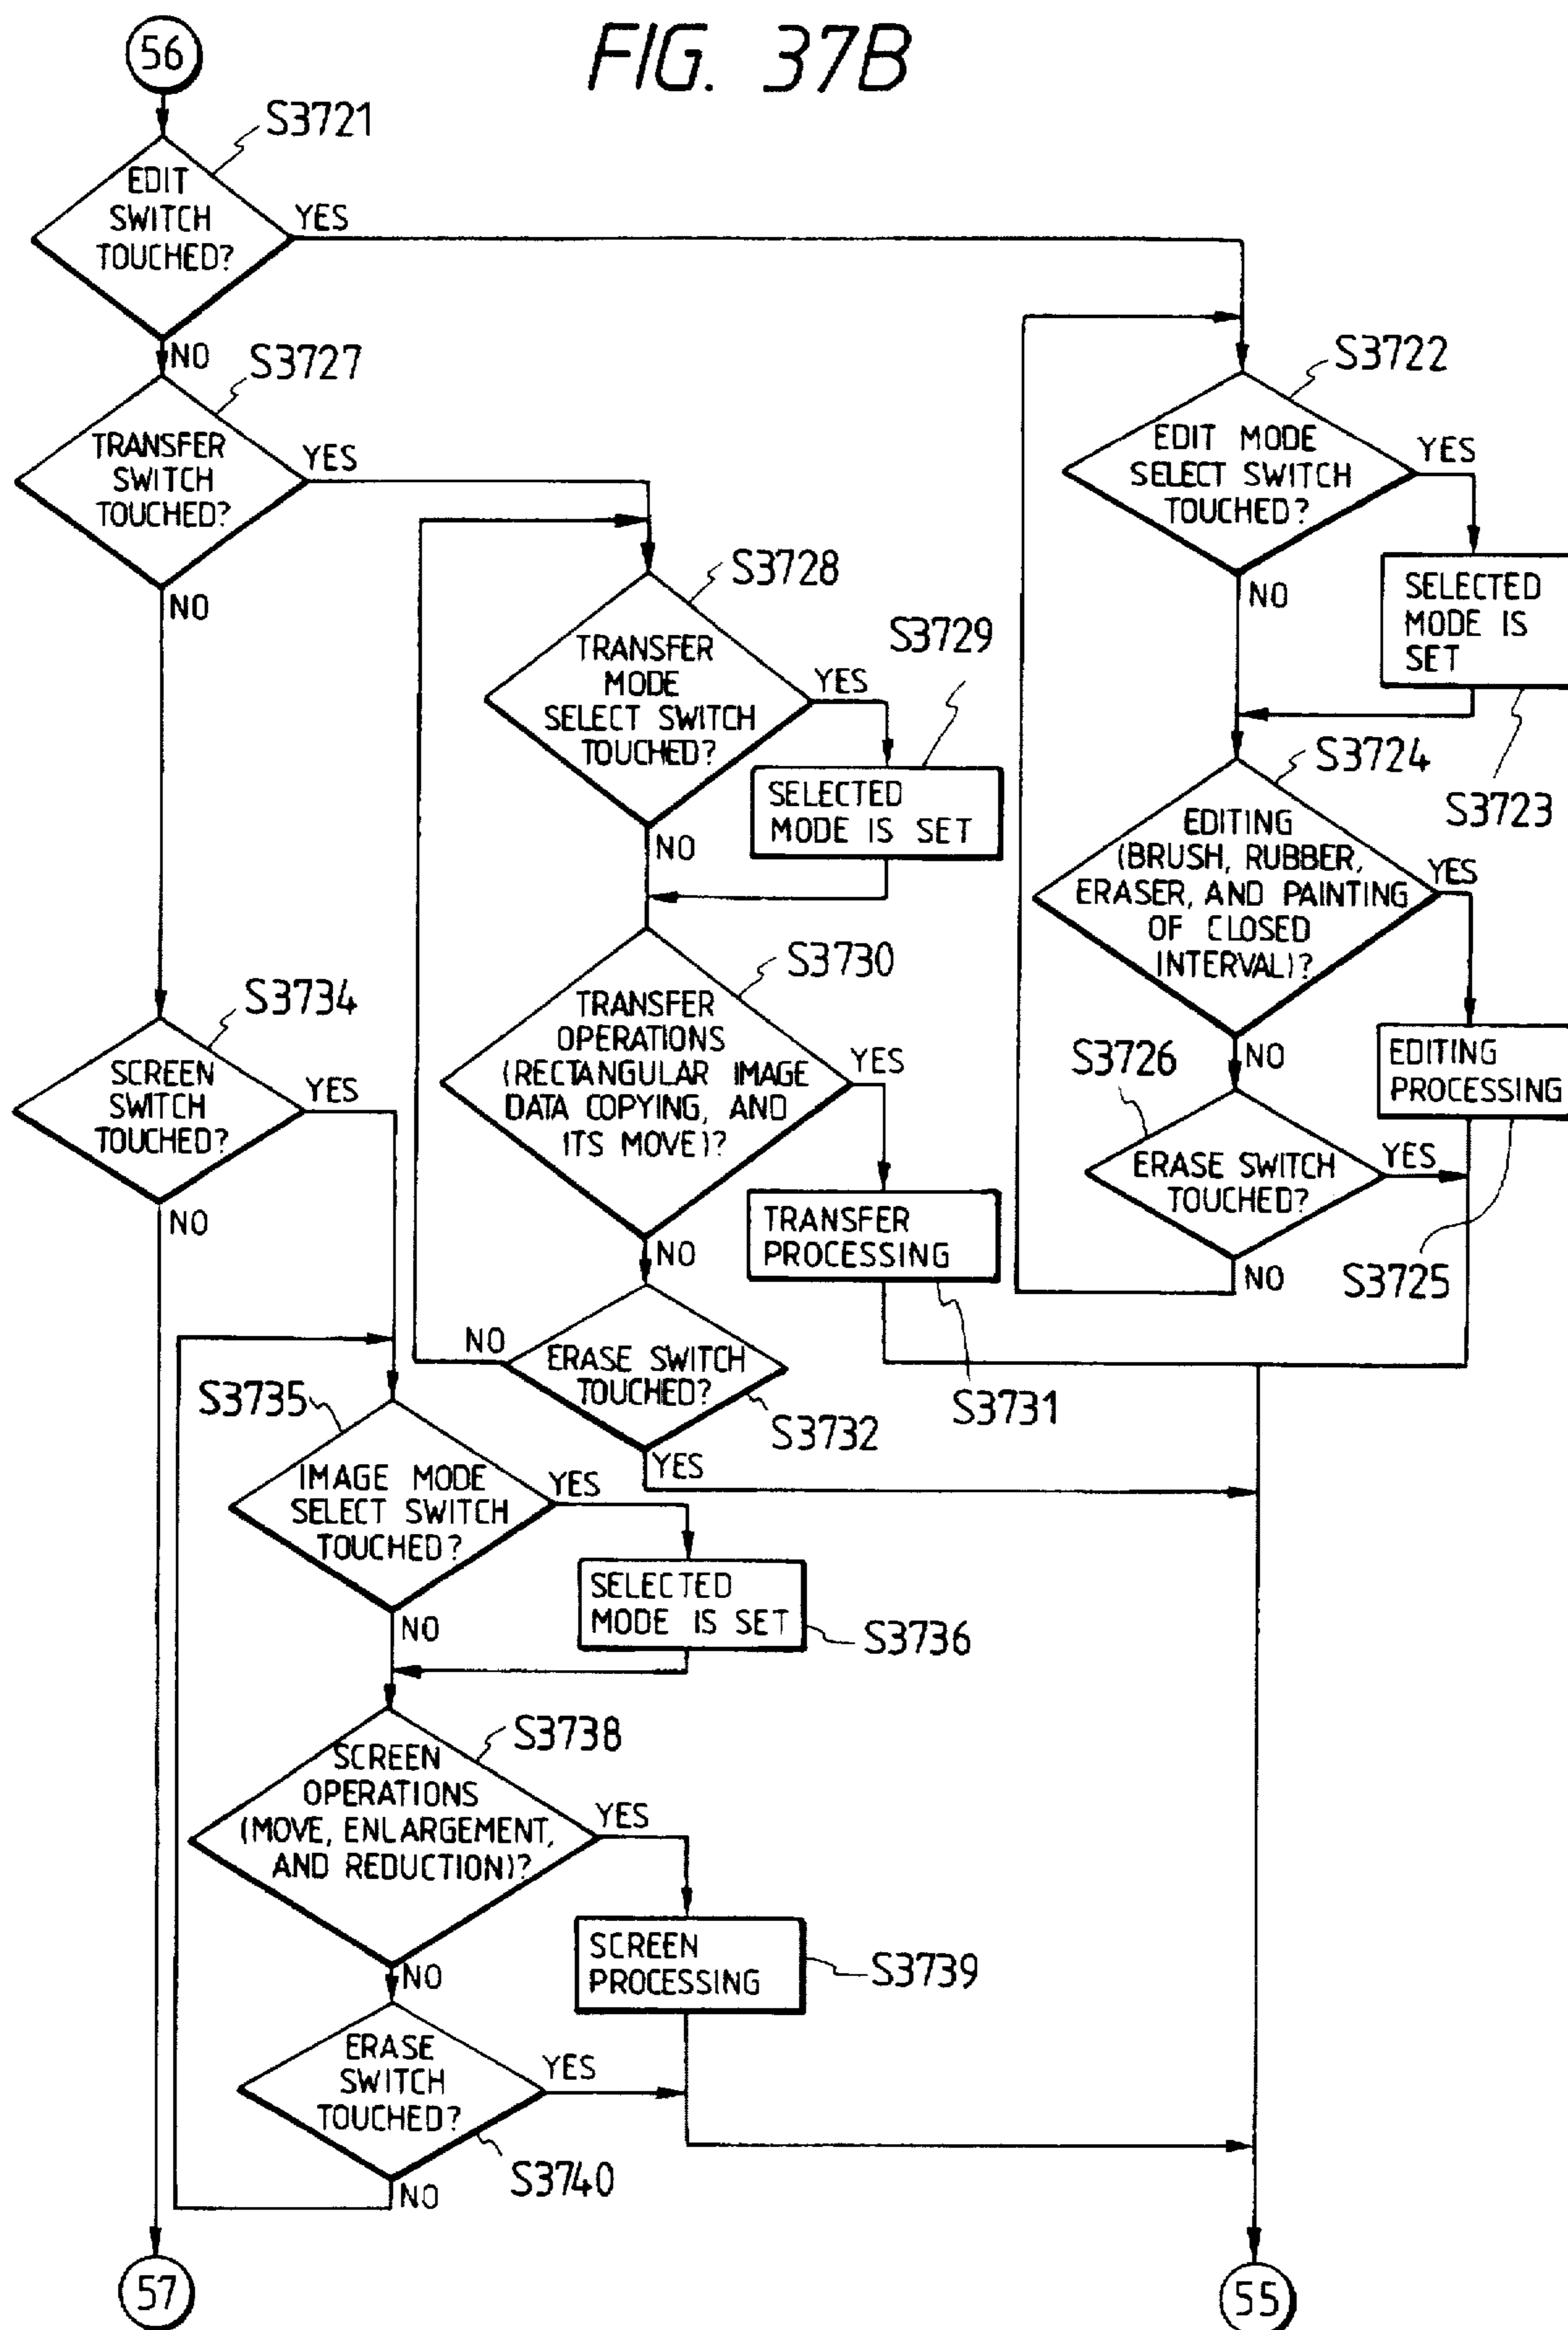 FIG. 37B
56
S3721
EDIT
SWITCH
TOUCHED?
YES
NO
S3727
TRANSFER
SWITCH
TOUCHED?
YES
NO
S3722
EDIT MODE
SELECT SWITCH
TOUCHED?
YES
NO
SELECTED
MODE IS
SET
S3723
S3728
TRANSFER
MODE
SELECT SWITCH
TOUCHED?
YES
NO
S3729
SELECTED
MODE IS SET
S3724
EDITING
(BRUSH, RUBBER,
ERASER, AND PAINTING
OF CLOSED
INTERVAL)?
YES
NO
EDITING
PROCESSING
S3725
S3726
ERASE SWITCH
TOUCHED?
YES
NO
S3730
TRANSFER
OPERATIONS
(RECTANGULAR IMAGE
DATA COPYING, AND
ITS MOVE)?
YES
NO
TRANSFER
PROCESSING
S3731
S3734
SCREEN
SWITCH
TOUCHED?
YES
NO
NO
ERASE SWITCH
TOUCHED?
S3732
YES
S3735
IMAGE MODE
SELECT SWITCH
TOUCHED?
YES
NO
SELECTED
MODE IS SET
S3736
S3738
SCREEN
OPERATIONS
(MOVE, ENLARGEMENT,
AND REDUCTION)?
YES
NO
SCREEN
PROCESSING
S3739
ERASE
SWITCH
TOUCHED?
YES
S3740
NO
57
55